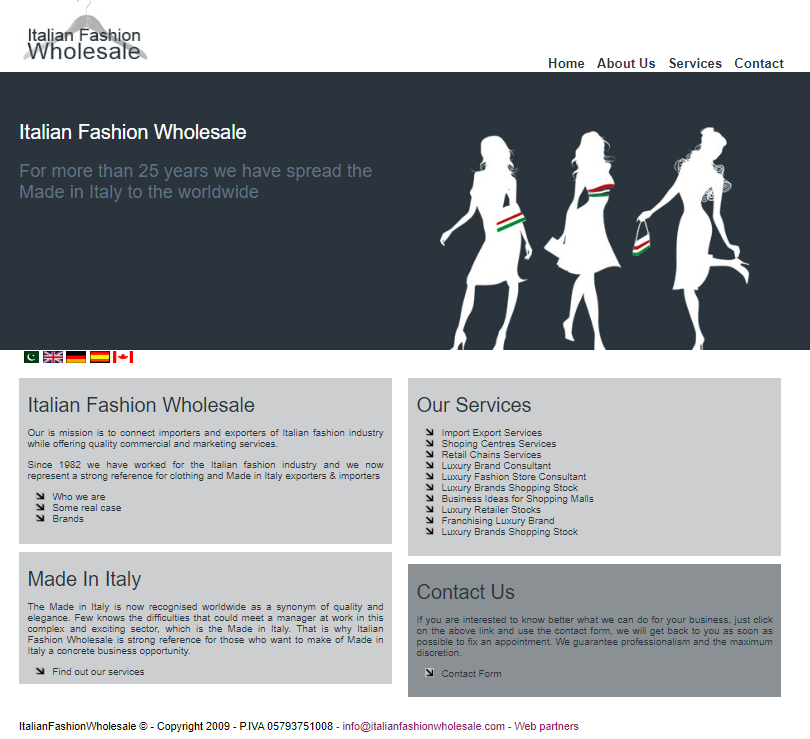 Italian Fashion
Wholesale
Home About Us Services Contact
Italian Fashion Wholesale
For more than 25 years we have spread the
Made in Italy to the worldwide
Italian Fashion Wholesale
Our is mission is to connect importers and exporters of Italian fashion industry
while offering quality commercial and marketing services.
Since 1982 we have worked for the Italian fashion industry and we now
represent a strong reference for clothing and Made in Italy exporters & importers
Who we are
Some real case
Brands
Made In Italy
The Made in Italy is now recognised worldwide as a synonym of quality and
elegance. Few knows the difficulties that could meet a manager at work in this
complex and exciting sector, which is the Made in Italy. That is why Italian
Fashion Wholesale is strong reference for those who want to make of Made in
Italy a concrete business opportunity.
Find out our services
Our Services
Import Export Services
Shoping Centres Services
Retail Chains Services
Luxury Brand Consultant
Luxury Fashion Store Consultant
Luxury Brands Shopping Stock
Business Ideas for Shopping Malls
Luxury Retailer Stocks
Franchising Luxury Brand
Luxury Brands Shopping Stock
Contact Us
If you are interested to know better what we can do for your business, just click
on the above link and use the contact form, we will get back to you as soon as
possible to fix an appointment. We guarantee professionalism and the maximum
discretion.
Contact Form
ItalianFashionWholesale © - Copyright 2009 - P.IVA 05793751008 - info@italianfashionwholesale.com - Web partners